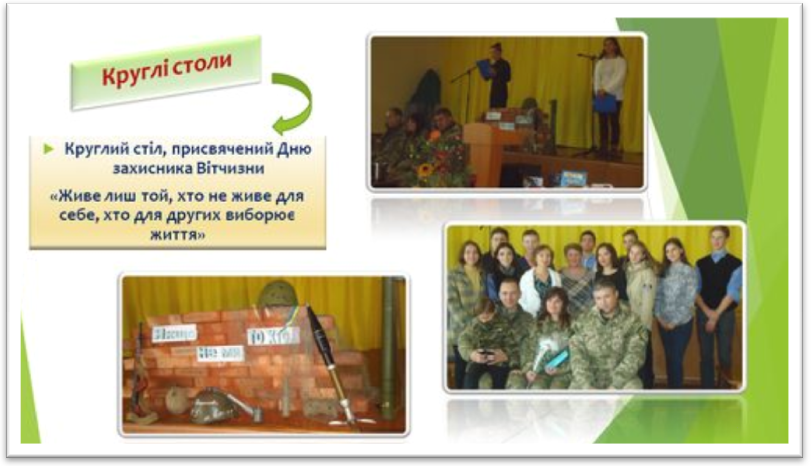 Круглі столи
Круглий стіл, присвячений Дню
захисника Вітчизни
«Живе лиш той, хто не живе для
себе, хто для других виборює
життя»